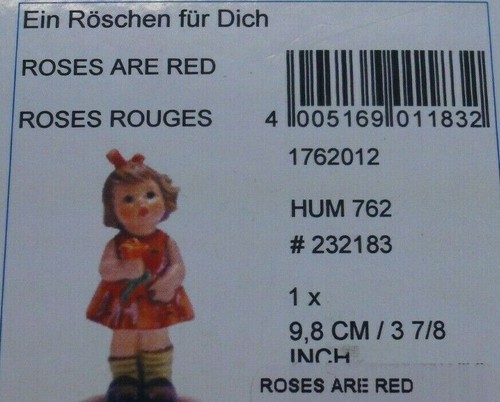 Ein Röschen für Dich
ROSES ARE RED
ROSES ROUGES
4 005169 011832
1762012
HUM 762
# 232183
1 x
9,8 CM / 3 7/8
INCH
ROSES ARE RED